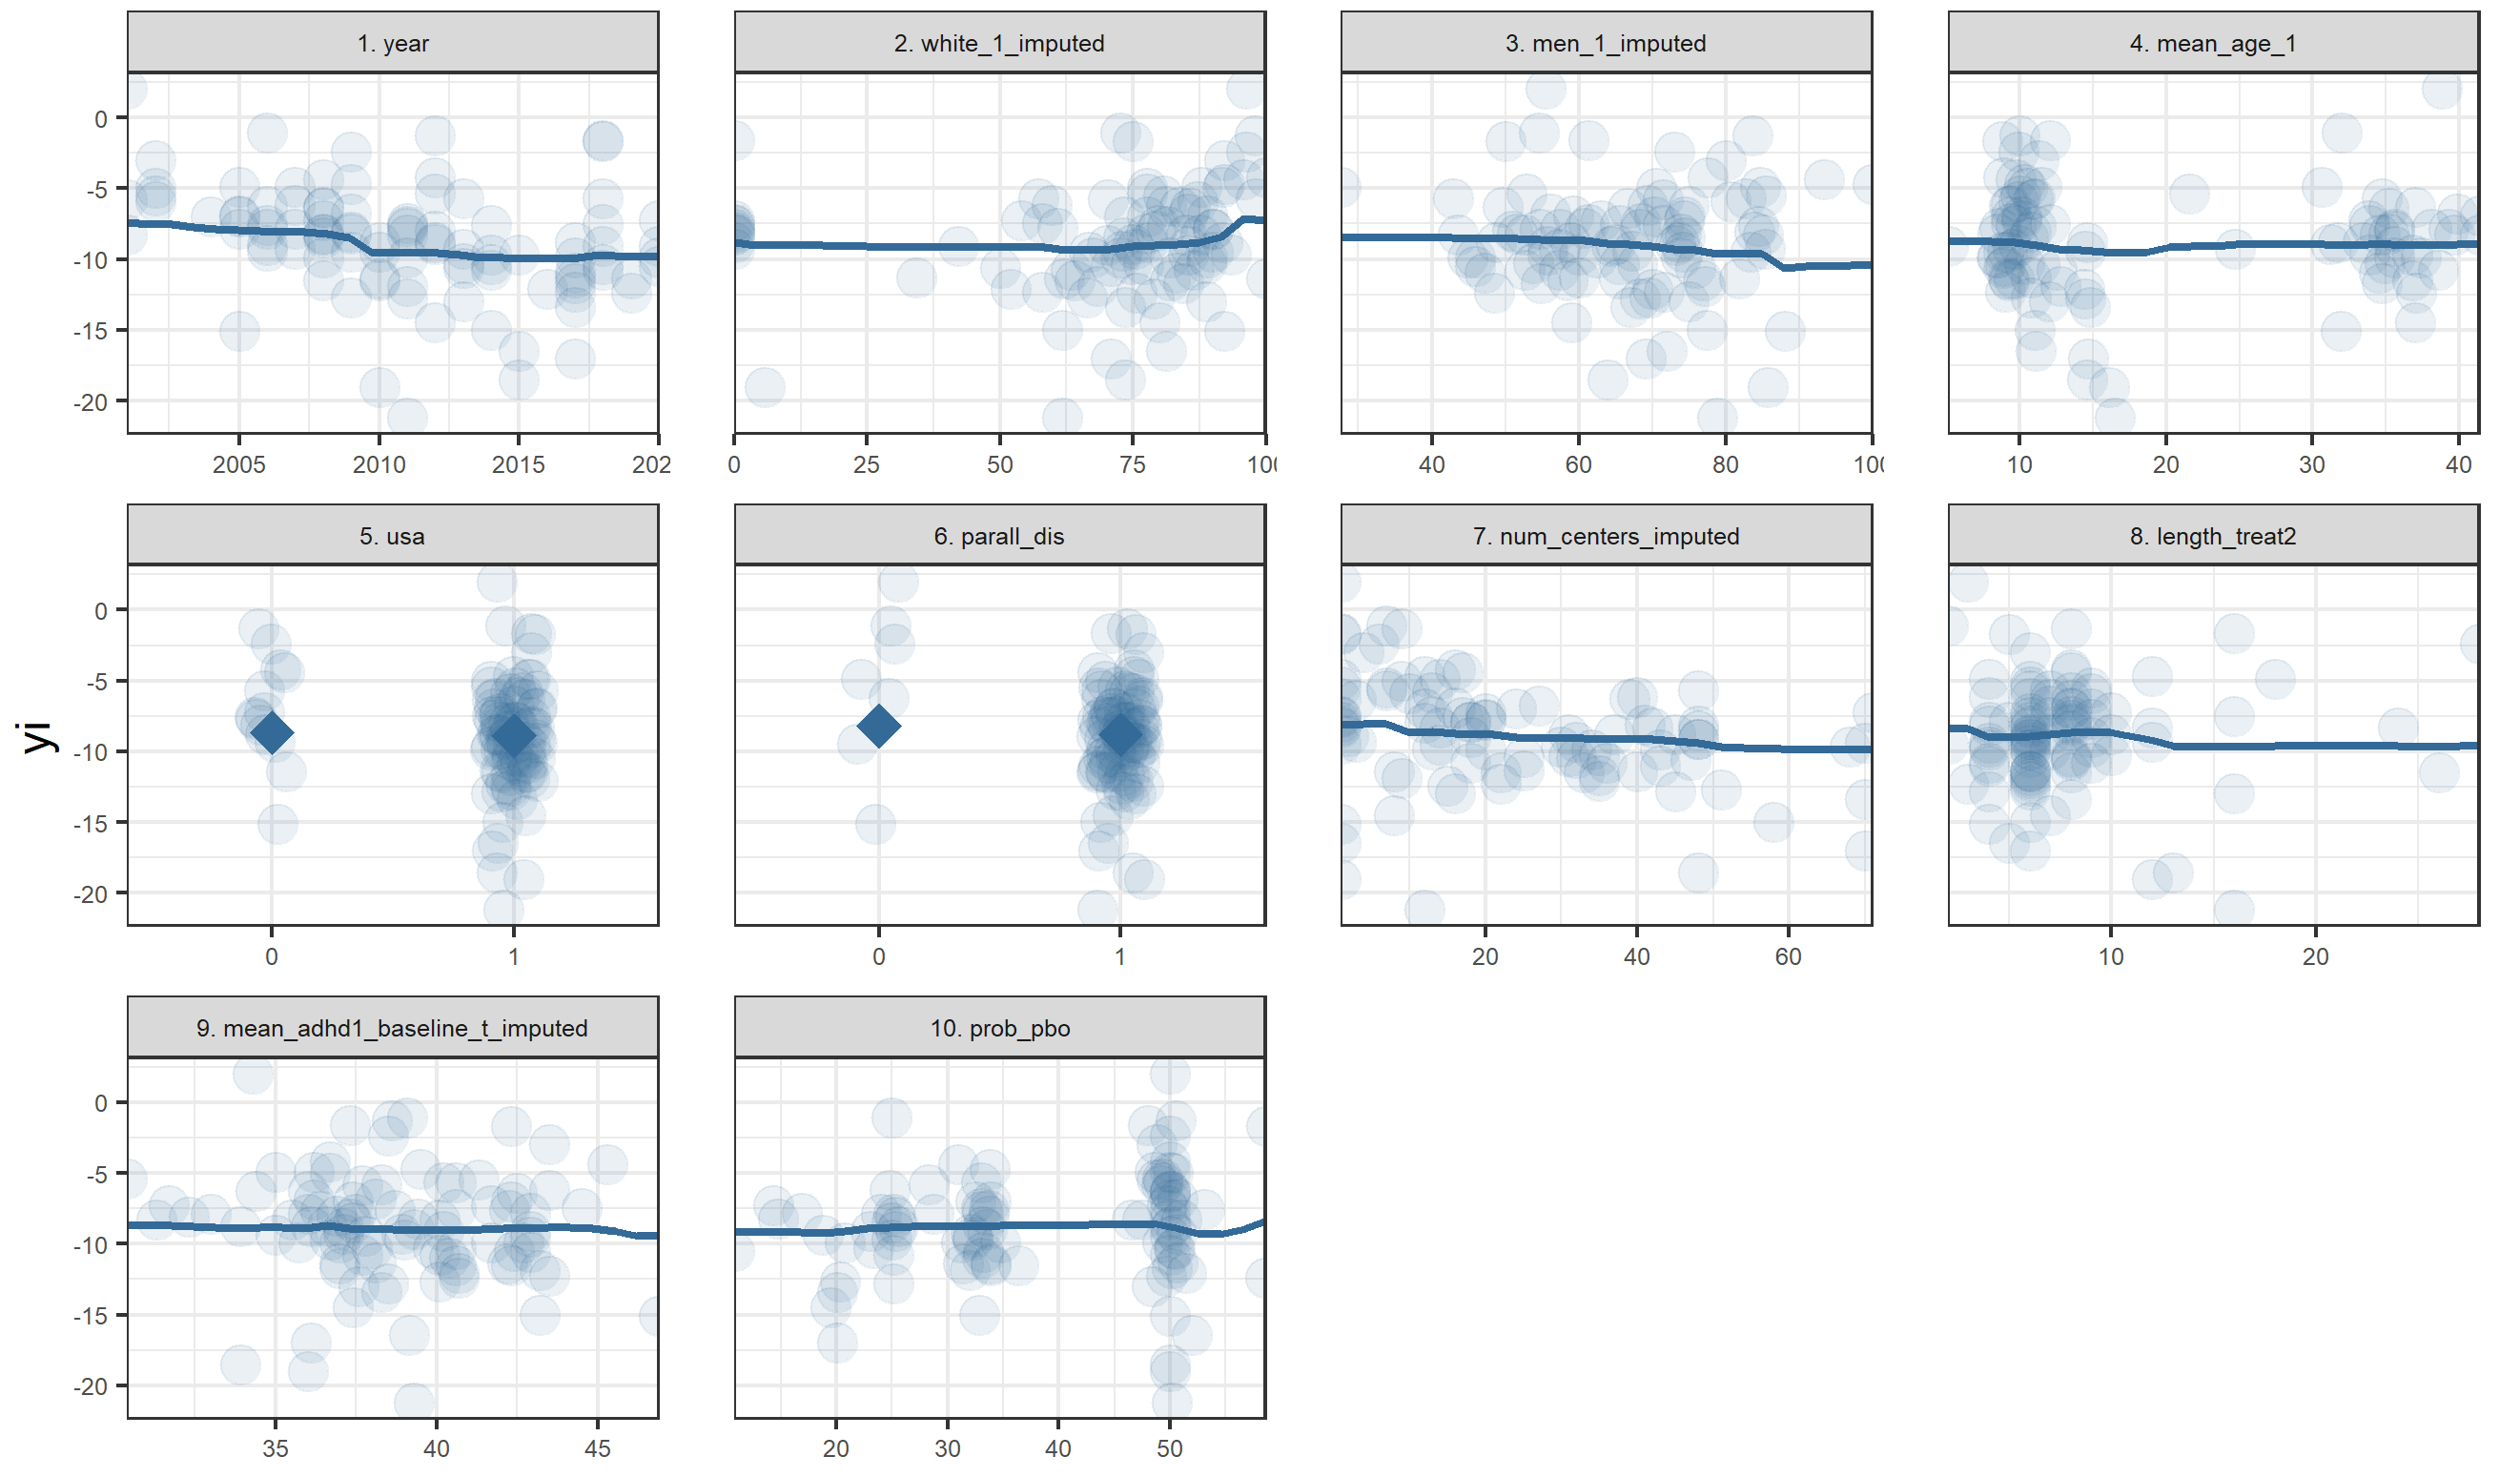 1. year
2. white_1_imputed
3. men_1_imputed
4. mean_age_1
0
-5
-10
-15
-20
2005 2010 2015 202
0 25 50 75 100
40 60 80 100
10 20 30 40
5. usa
6. parall_dis
7. num_centers_imputed
8. length_treat2
yi
0
-5
-10
-15
-20
0 1
0 1
20 40 60
10 20
9. mean_adhd1_baseline_t_imputed
10. prob_pbo
0
-5
-10
-15
-20
35 40 45
20 30 40 50